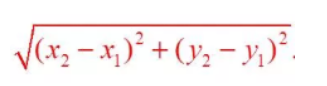 √((x₂ − x₁)² + (y₂ − y₁)²).